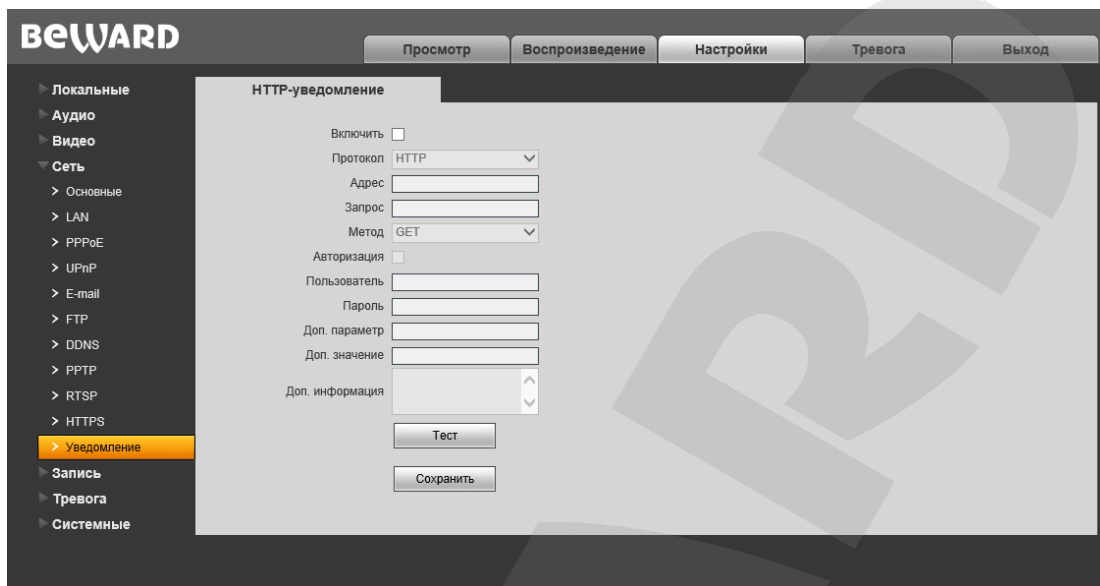 BEWARD
Просмотр
Воспроизведение
Настройки
Тревога
Выход
Локальные
Аудио
Видео
Сеть
> Основные
> LAN
> PPPoE
> UPnP
> E-mail
> FTP
> DDNS
> PPTP
> RTSP
> HTTPS
> Уведомление
Запись
Тревога
Системные
HTTP-уведомление
Включить
Протокол HTTP
Адрес
Запрос
Метод GET
Авторизация
Пользователь
Пароль
Доп. параметр
Доп. значение
Доп. информация
Тест
Сохранить